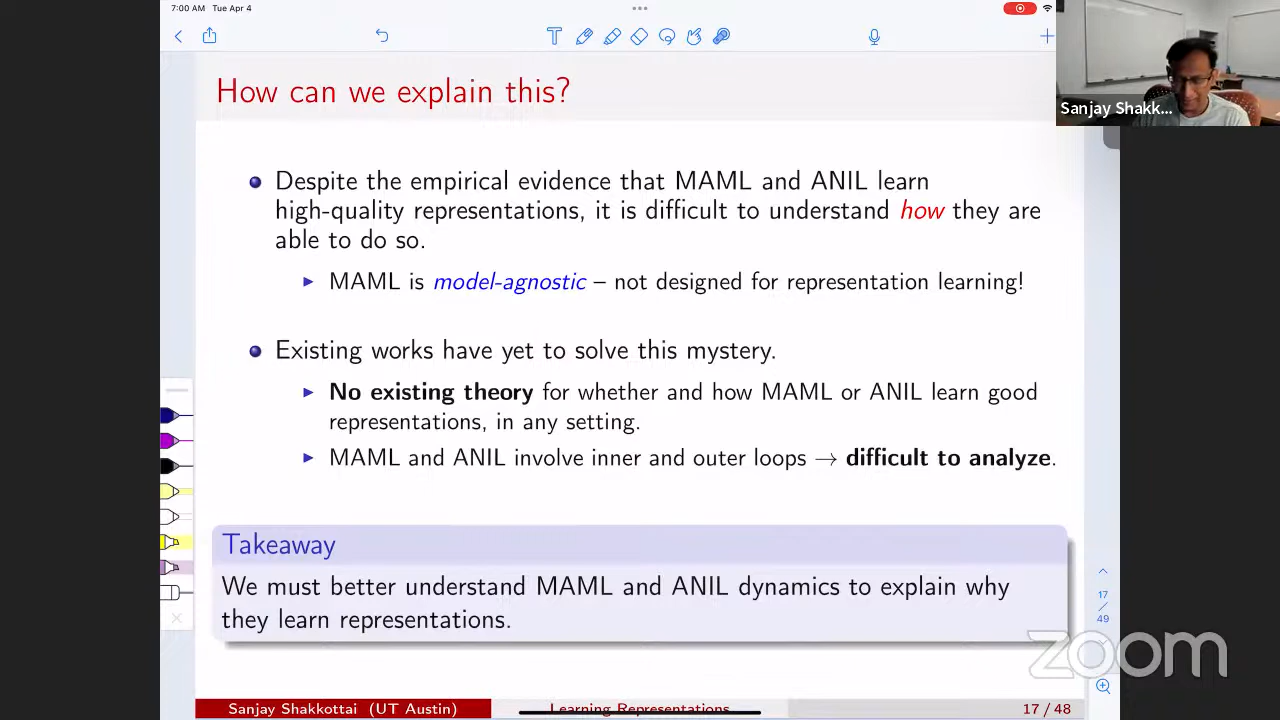 7:00 AM Tue Apr 4
How can we explain this?
Sanjay Shakk...
Despite the empirical evidence that MAML and ANIL learn
high-quality representations, it is difficult to understand how they are
able to do so.
MAML is model-agnostic – not designed for representation learning!
Existing works have yet to solve this mystery.
No existing theory for whether and how MAML or ANIL learn good
representations, in any setting.
MAML and ANIL involve inner and outer loops → difficult to analyze.
Takeaway
We must better understand MAML and ANIL dynamics to explain why
they learn representations.
17
/
49
zoom
Sanjay Shakkottai (UT Austin)
Learning Representations
17 / 48